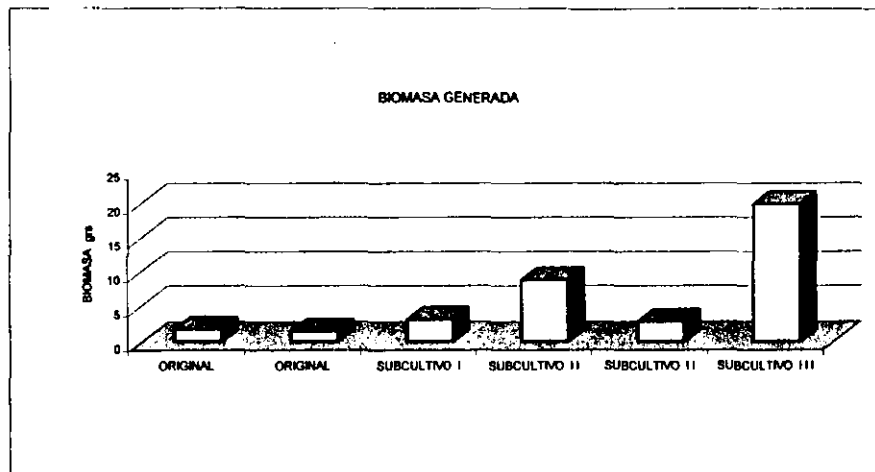 BIOMASA GENERADA
BIOMASA grs
25
20
15
10
5
0
ORIGINAL
ORIGINAL
SUBCULTIVO I
SUBCULTIVO II
SUBCULTIVO II
SUBCULTIVO III